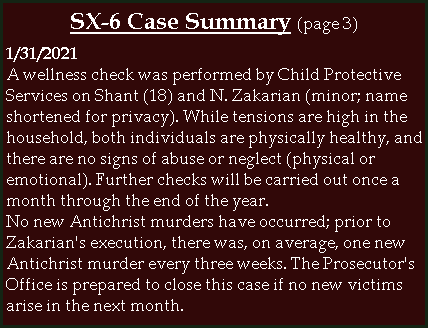 SX-6 Case Summary (page 3)
1/31/2021
A wellness check was performed by Child Protective
Services on Shant (18) and N. Zakarian (minor; name
shortened for privacy). While tensions are high in the
household, both individuals are physically healthy, and
there are no signs of abuse or neglect (physical or
emotional). Further checks will be carried out once a
month through the end of the year.
No new Antichrist murders have occurred; prior to
Zakarian's execution, there was, on average, one new
Antichrist murder every three weeks. The Prosecutor's
Office is prepared to close this case if no new victims
arise in the next month.